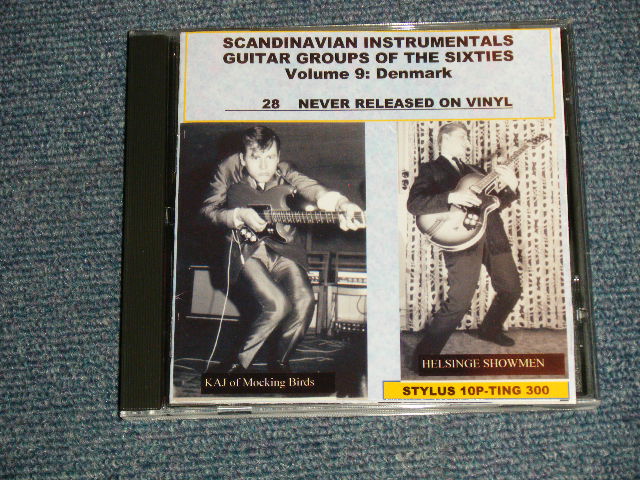 SCANDINAVIAN INSTRUMENTALS
GUITAR GROUPS OF THE SIXTIES
Volume 9: Denmark
28 NEVER RELEASED ON VINYL
KAJ of Mocking Birds
HELSINGE SHOWMEN
STYLUS 10P-TING 300